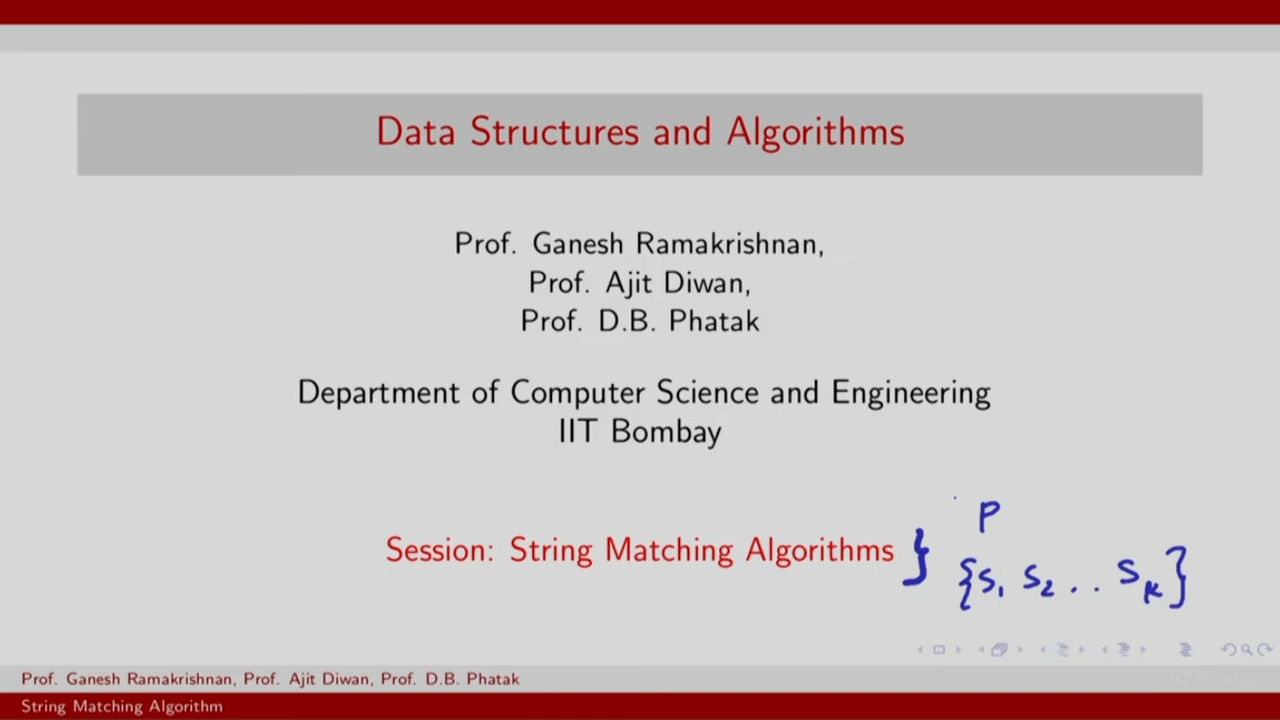 Data Structures and Algorithms
Prof. Ganesh Ramakrishnan,
Prof. Ajit Diwan,
Prof. D.B. Phatak
Department of Computer Science and Engineering
IIT Bombay
Session: String Matching Algorithms } P
{S1 S2 .. Sk}
Prof. Ganesh Ramakrishnan, Prof. Ajit Diwan, Prof. D.B. Phatak
String Matching Algorithm